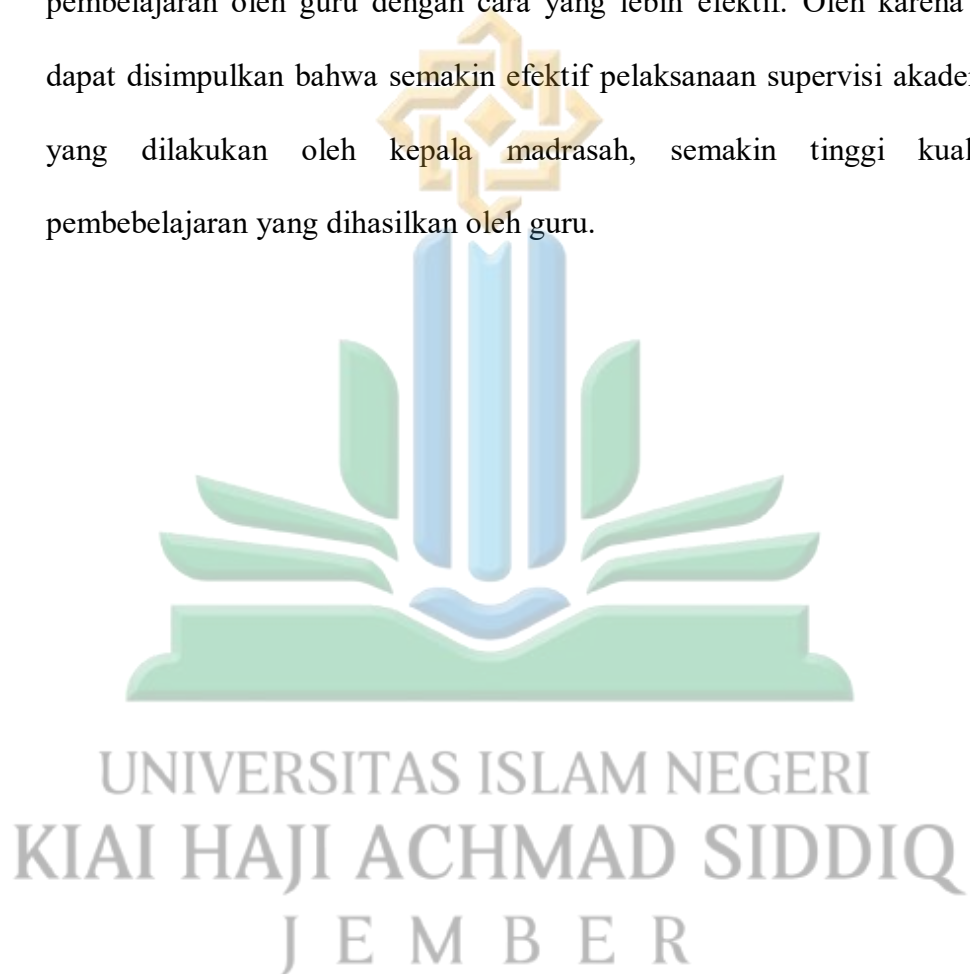 pembelajaran oleh guru dengan cara yang lebih efektif. Oleh karena
dapat disimpulkan bahwa semakin efektif pelaksanaan supervisi
yang dilakukan oleh kepala madrasah, semakin tinggi
pembebelajaran yang dihasilkan oleh guru.
UNIVERSITAS ISLAM NEGERI
KIAI HAJI ACHMAD SIDDIQ
JEMBER